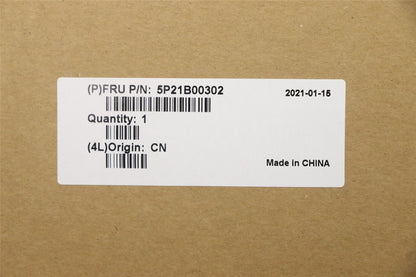 (P)FRU P/N: 5P21B00302
2021-01-15
Quantity: 1
(4L)Origin: CN
Made in CHINA